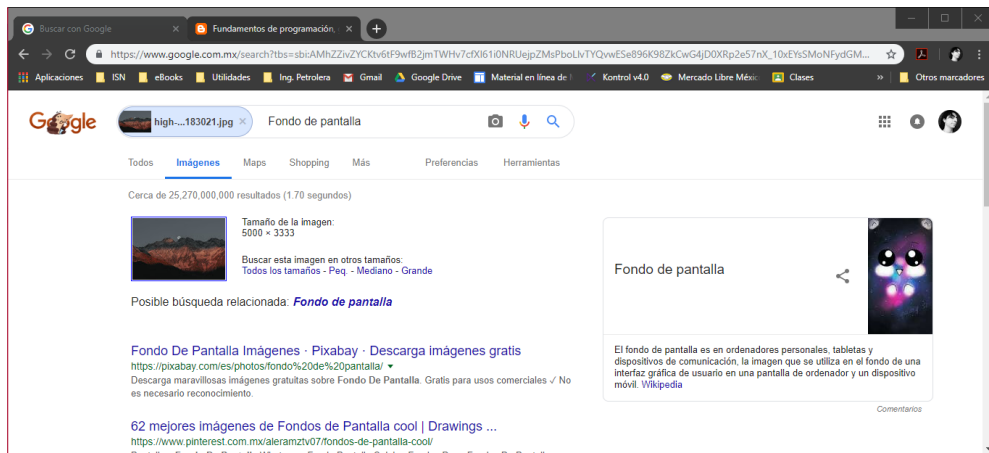 Buscar con Google
Fundamentos de programación,
https://www.google.com.mx/search?tbs=sbi:AMhZZivZYCKtv6tF9wfB2jmTWHv7cfXl61i0NRUejpZMsPboLlvTYQvwESe896K98ZkCwG4jD0XRp2e57nX_10xEYsSMoNFydGM...
Aplicaciones ISN eBooks Utilidades Ing. Petrolera Gmail Google Drive Material en línea de Kontrol v4.0 Mercado Libre Méxic Clases » Otros marcadores
Google high-...183021.jpg × Fondo de pantalla
Todos Imágenes Maps Shopping Más Preferencias Herramientas
Cerca de 25,270,000,000 resultados (1.70 segundos)
Tamaño de la imagen:
5000 × 3333
Buscar esta imagen en otros tamaños:
Todos los tamaños - Peq. - Mediano - Grande
Posible búsqueda relacionada: Fondo de pantalla
Fondo De Pantalla Imágenes · Pixabay · Descarga imágenes gratis
https://pixabay.com/es/photos/fondo%20de%20pantalla/
Descarga maravillosas imágenes gratuitas sobre Fondo De Pantalla. Gratis para usos comerciales ✓ No
es necesario reconocimiento.
62 mejores imágenes de Fondos de Pantalla cool | Drawings ...
https://www.pinterest.com.mx/aleramztv07/fondos-de-pantalla-cool/
Fondo de pantalla
El fondo de pantalla es en ordenadores personales, tabletas y
dispositivos de comunicación, la imagen que se utiliza en el fondo de una
interfaz gráfica de usuario en una pantalla de ordenador y un dispositivo
móvil. Wikipedia
Comentarios